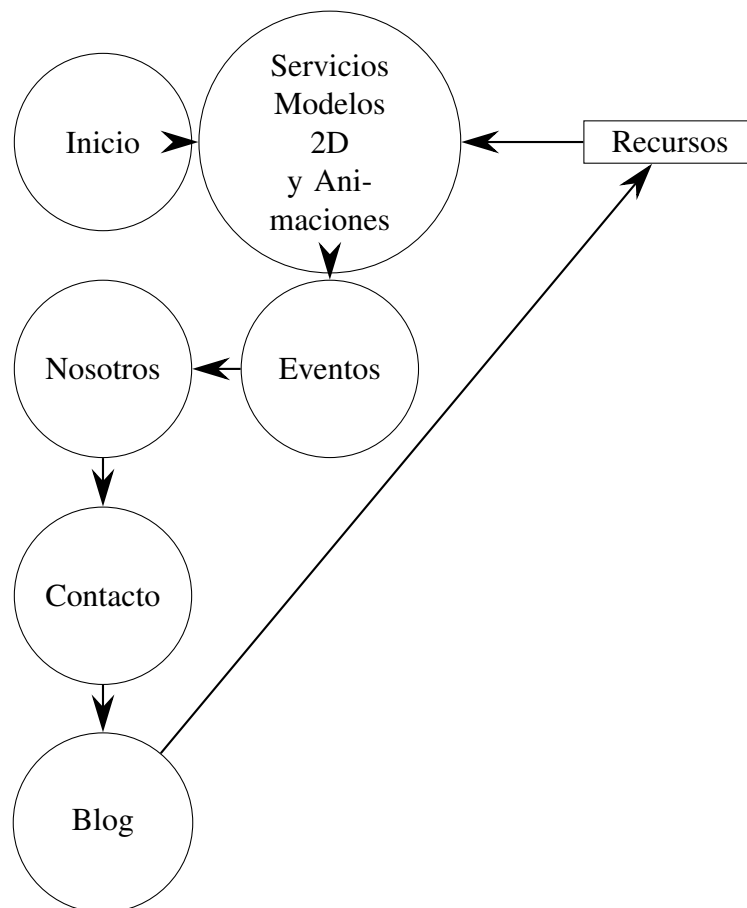 Inicio
Servicios
Modelos
2D
y Ani-
maciones
Recursos
Nosotros
Eventos
Contacto
Blog